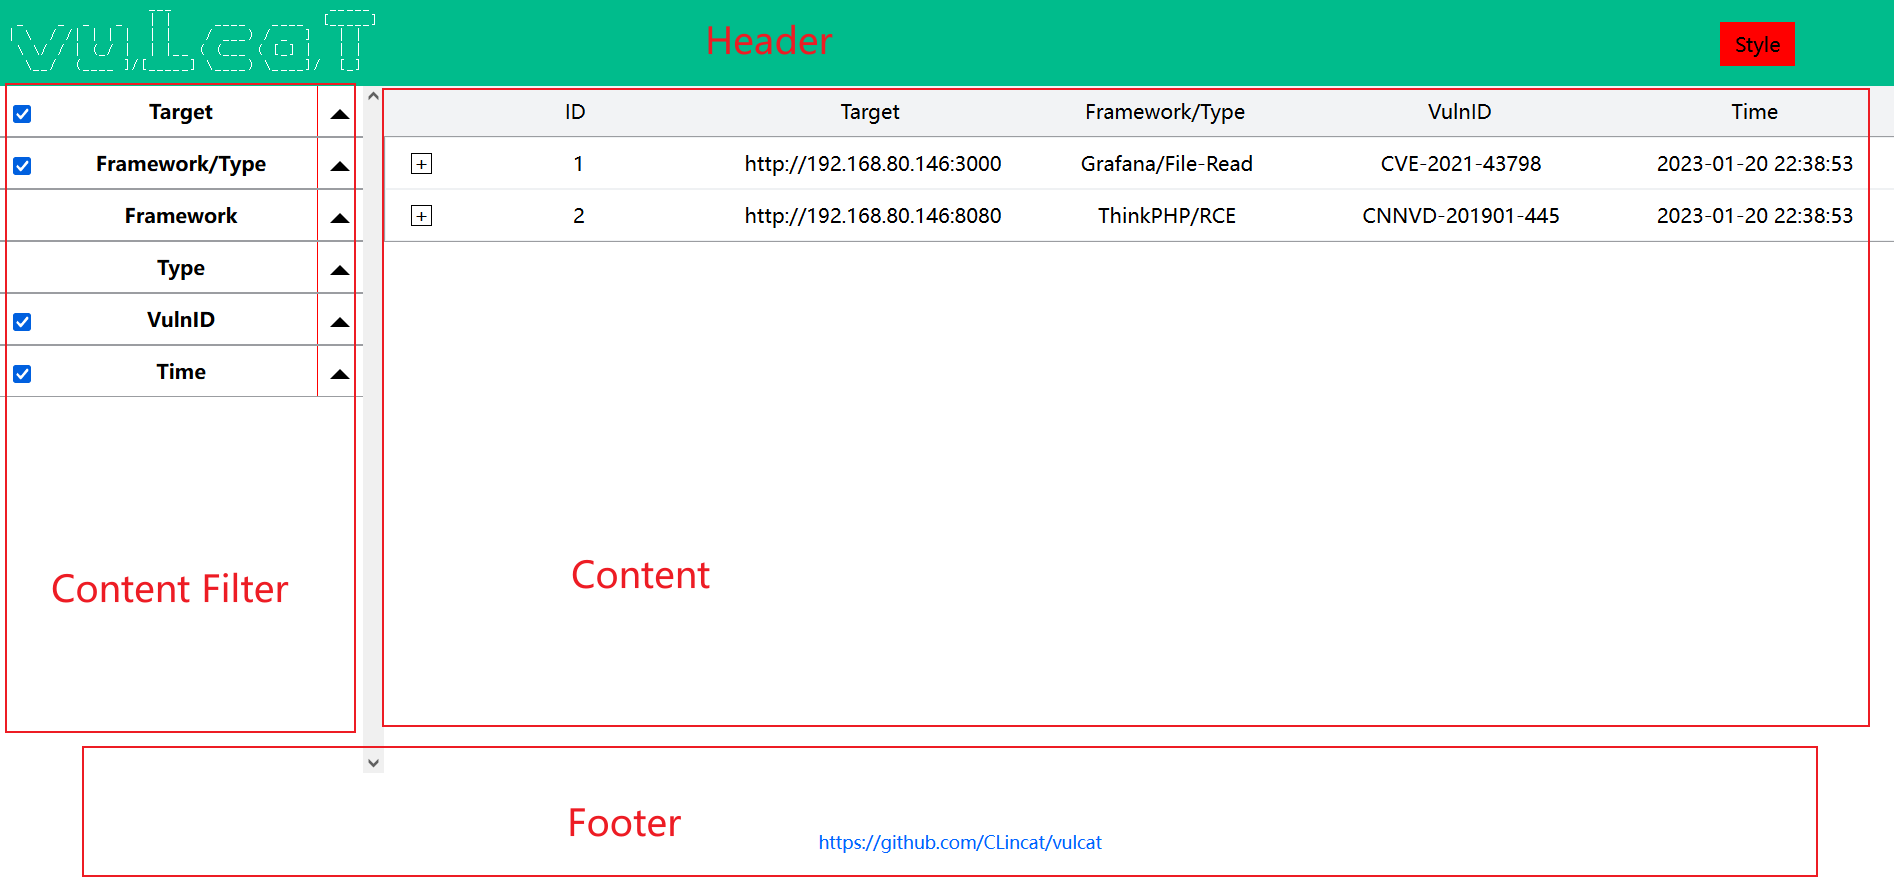 vulcaT
Header
Style
Target
Framework/Type
Framework
Type
VulnID
Time
Content Filter
ID Target Framework/Type VulnID Time
1 http://192.168.80.146:3000 Grafana/File-Read CVE-2021-43798 2023-01-20 22:38:53
2 http://192.168.80.146:8080 ThinkPHP/RCE CNNVD-201901-445 2023-01-20 22:38:53
Content
Footer
https://github.com/CLincat/vulcat